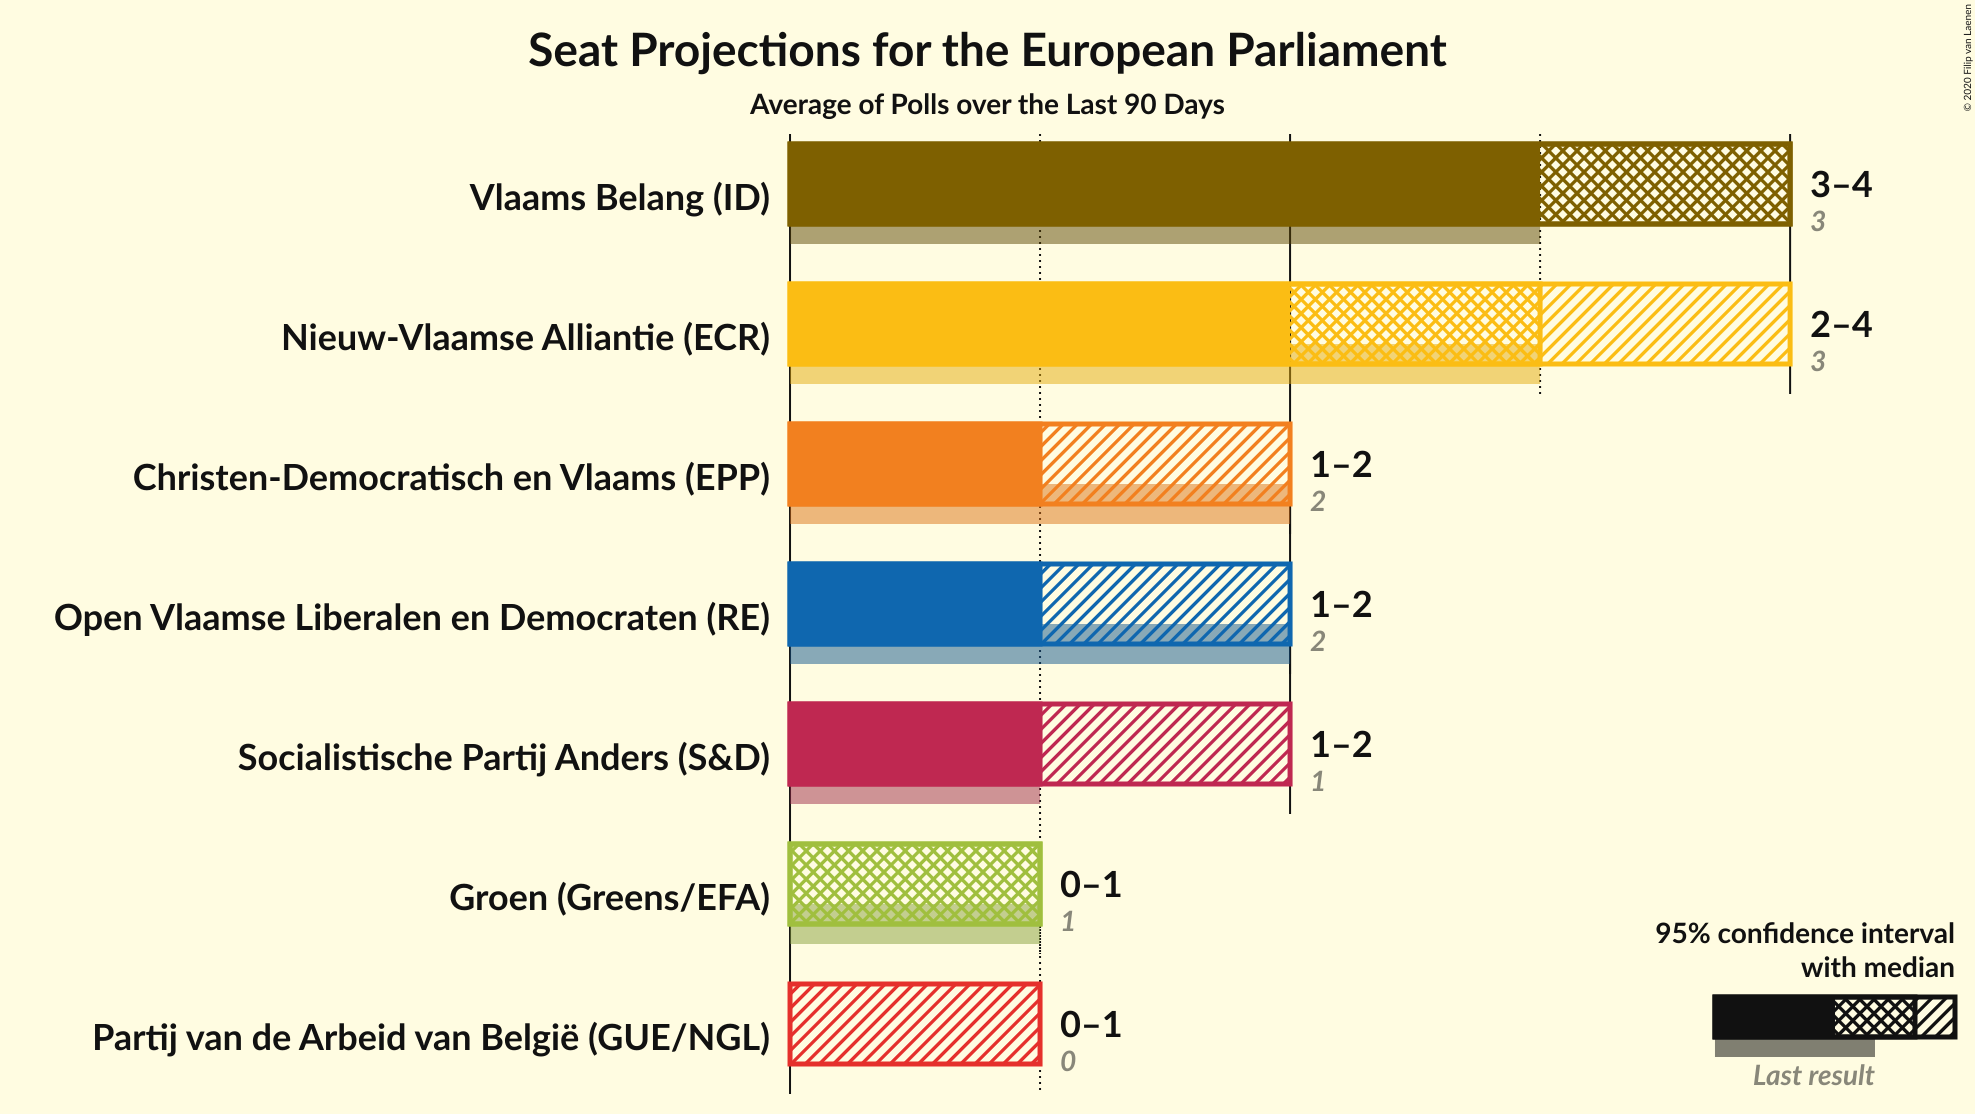 Seat Projections for the European Parliament
Average of Polls over the Last 90 Days
© 2020 Filip van Laenen
Vlaams Belang (ID)
3–4
3
Nieuw-Vlaamse Alliantie (ECR)
2–4
3
Christen-Democratisch en Vlaams (EPP)
1–2
2
Open Vlaamse Liberalen en Democraten (RE)
1–2
2
Socialistische Partij Anders (S&D)
1–2
1
Groen (Greens/EFA)
0–1
1
Partij van de Arbeid van België (GUE/NGL)
0–1
0
95% confidence interval
with median
Last result